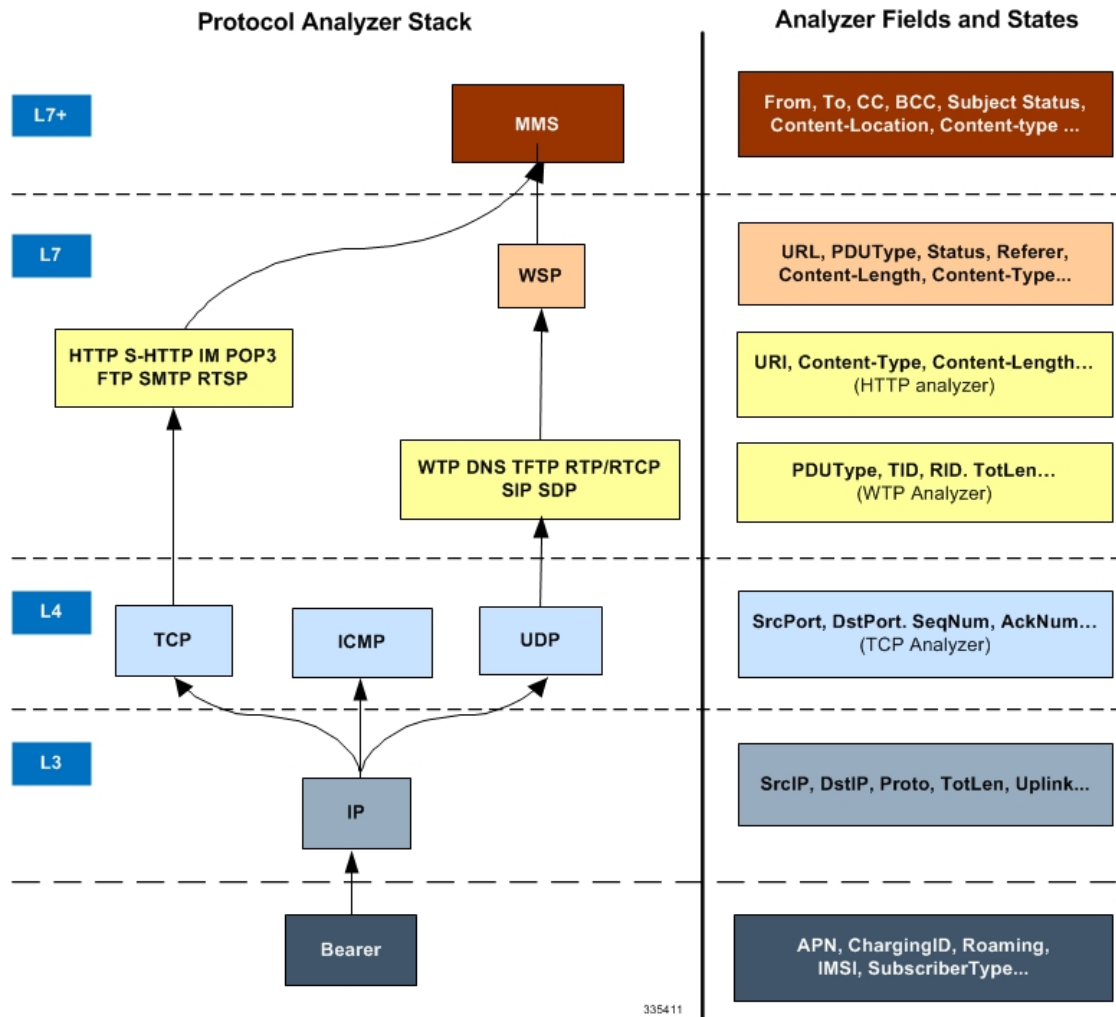 Protocol Analyzer Stack
Analyzer Fields and States
L7+
MMS
From, To, CC, BCC, Subject Status,
Content-Location, Content-type ...
L7
WSP
URL, PDUType, Status, Referer,
Content-Length, Content-Type...
HTTP S-HTTP IM POP3
FTP SMTP RTSP
URI, Content-Type, Content-Length...
(HTTP analyzer)
WTP DNS TFTP RTP/RTCP
SIP SDP
PDUType, TID, RID. TotLen...
(WTP Analyzer)
L4
TCP
ICMP
UDP
SrcPort, DstPort. SeqNum, AckNum...
(TCP Analyzer)
L3
IP
SrcIP, DstIP, Proto, TotLen, Uplink...
Bearer
APN, ChargingID, Roaming,
IMSI, SubscriberType...
335411